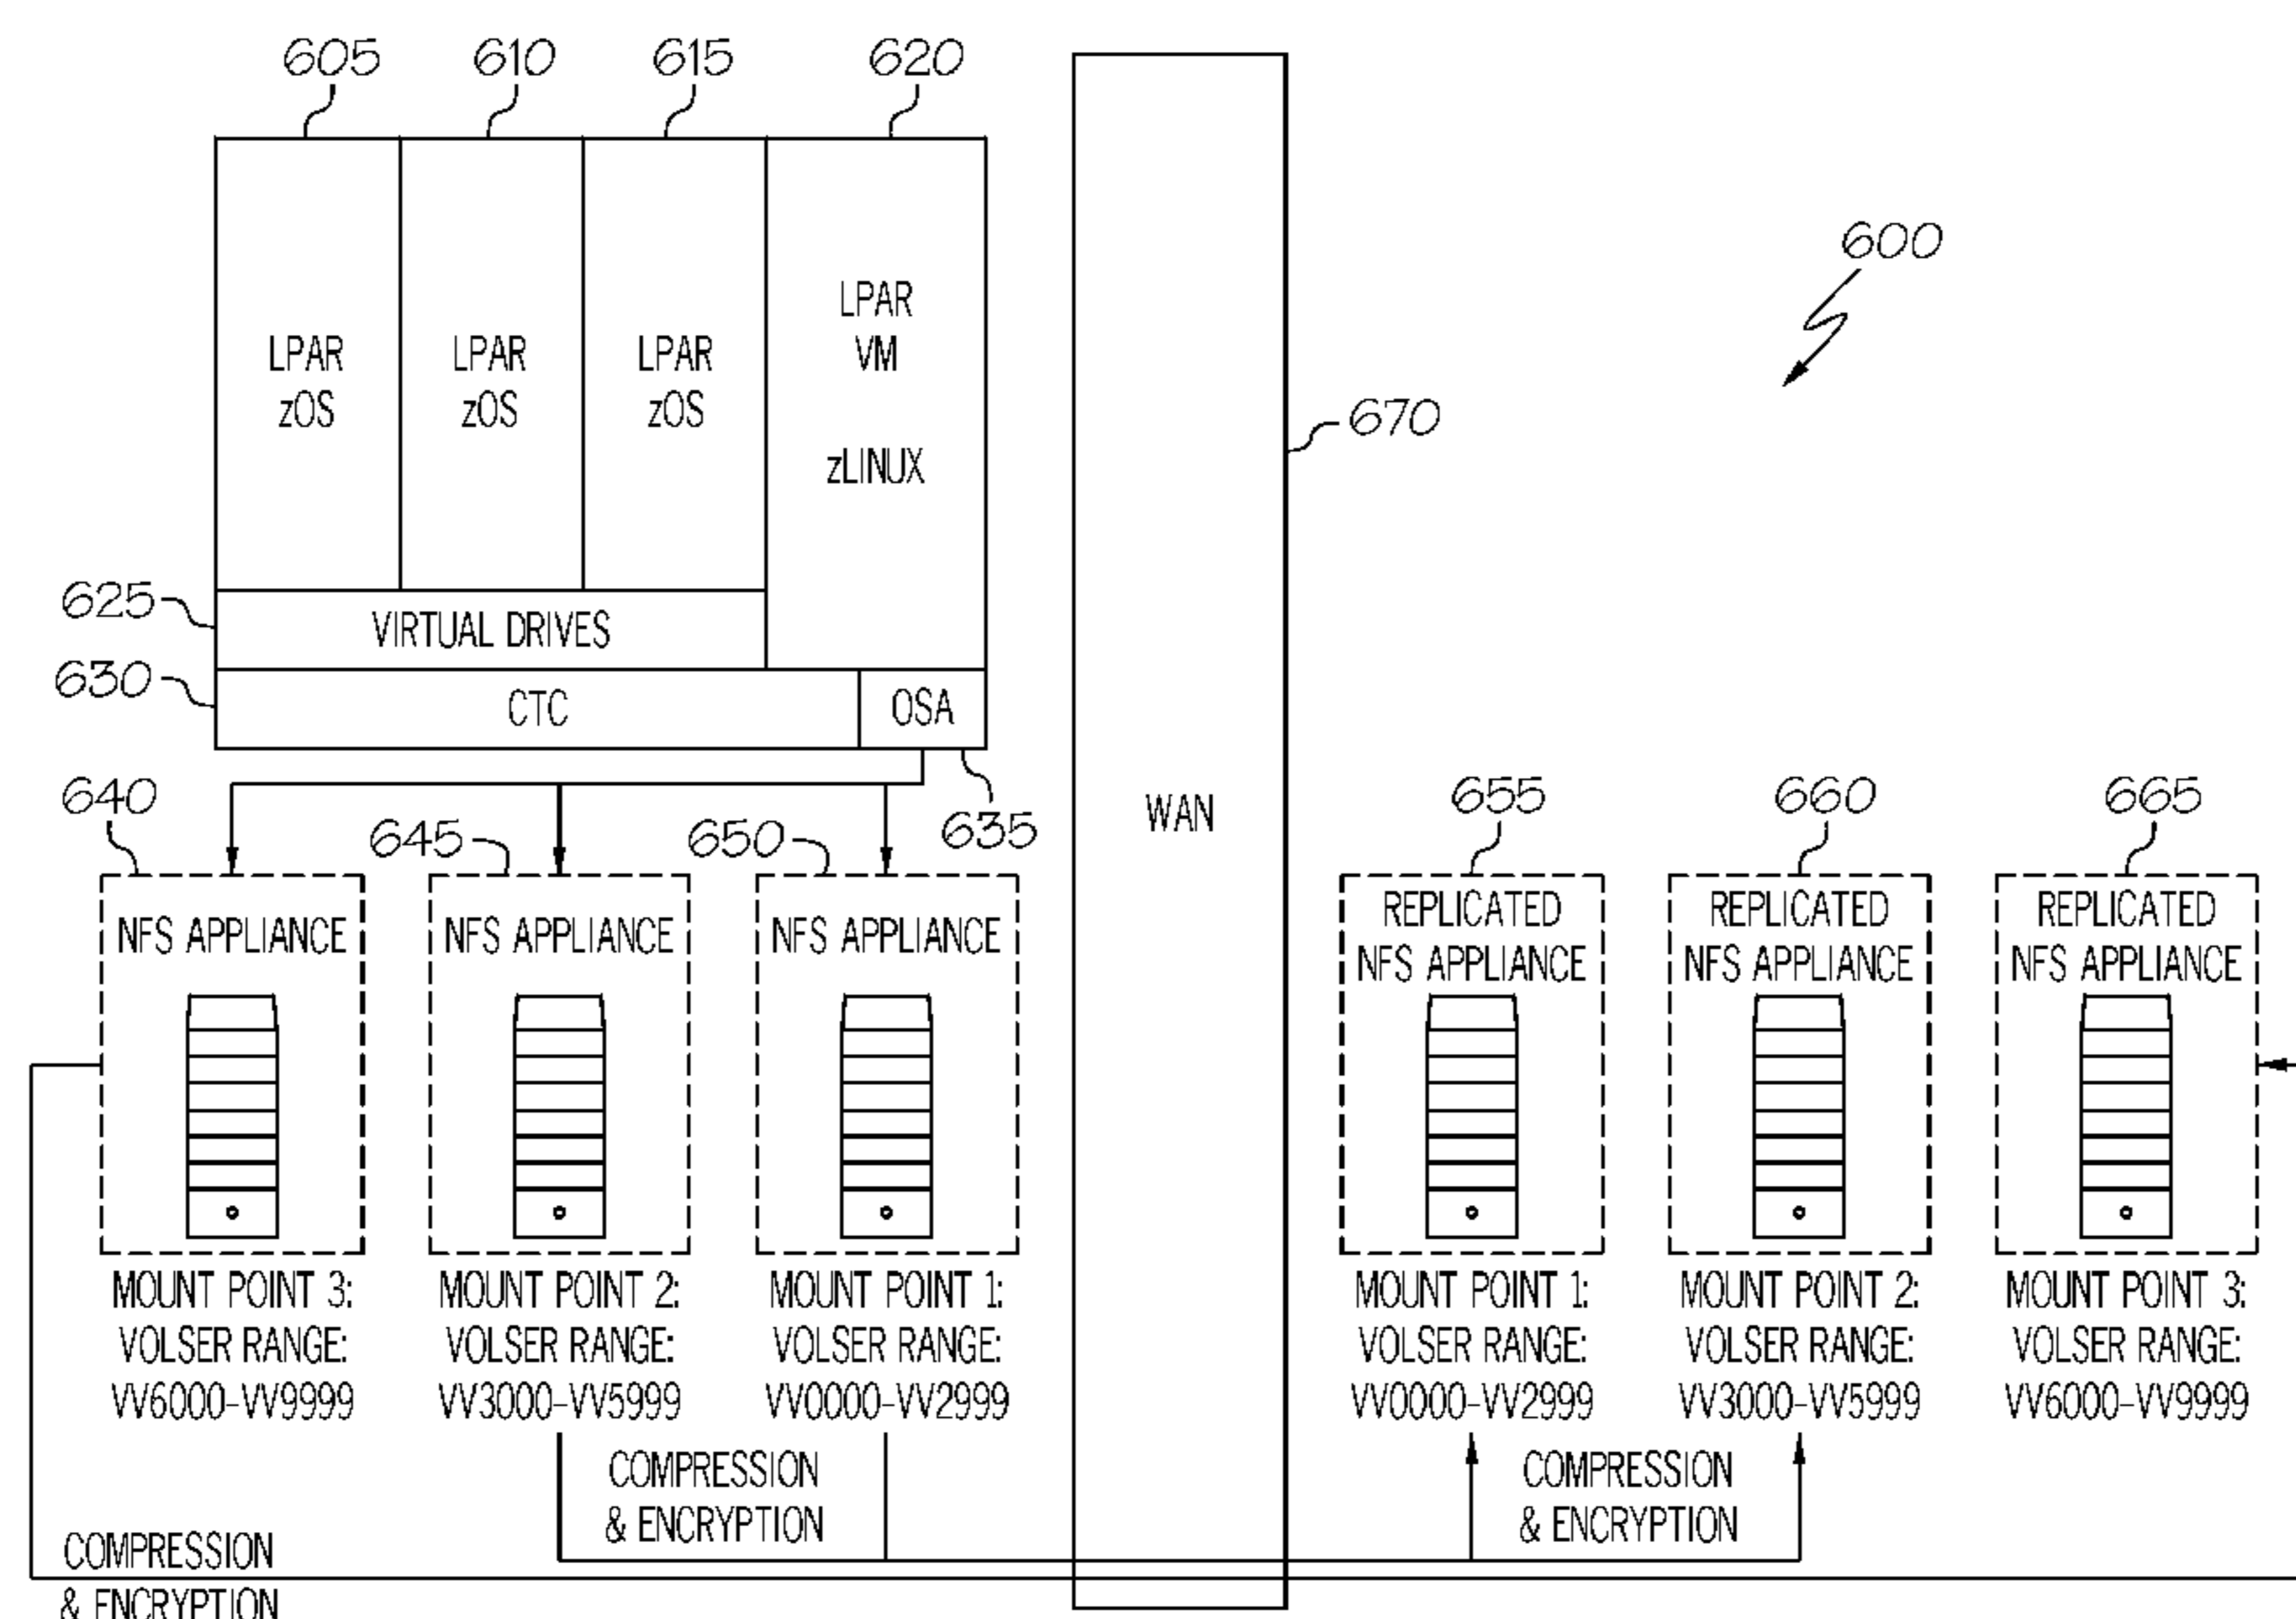 605
610
615
620
600
LPAR
zOS
LPAR
zOS
LPAR
zOS
LPAR
VM
zLINUX
670
625
VIRTUAL DRIVES
630
CTC
OSA
635
WAN
640
645
650
655
660
665
NFS APPLIANCE
NFS APPLIANCE
NFS APPLIANCE
REPLICATED
NFS APPLIANCE
REPLICATED
NFS APPLIANCE
REPLICATED
NFS APPLIANCE
MOUNT POINT 3:
VOLSER RANGE:
VV6000-VV9999
MOUNT POINT 2:
VOLSER RANGE:
VV3000-VV5999
MOUNT POINT 1:
VOLSER RANGE:
VV0000-VV2999
MOUNT POINT 1:
VOLSER RANGE:
VV0000-VV2999
MOUNT POINT 2:
VOLSER RANGE:
VV3000-VV5999
MOUNT POINT 3:
VOLSER RANGE:
VV6000-VV9999
COMPRESSION
& ENCRYPTION
COMPRESSION
& ENCRYPTION
COMPRESSION
& ENCRYPTION